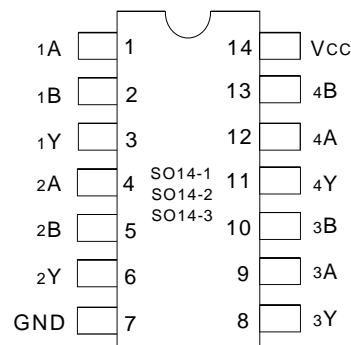 1A 1 14 VCC
1B 2 13 4B
1Y 3 12 4A
2A 4 SO14-1 11 4Y
SO14-2
2B 5 SO14-3 10 3B
2Y 6 9 3A
GND 7 8 3Y